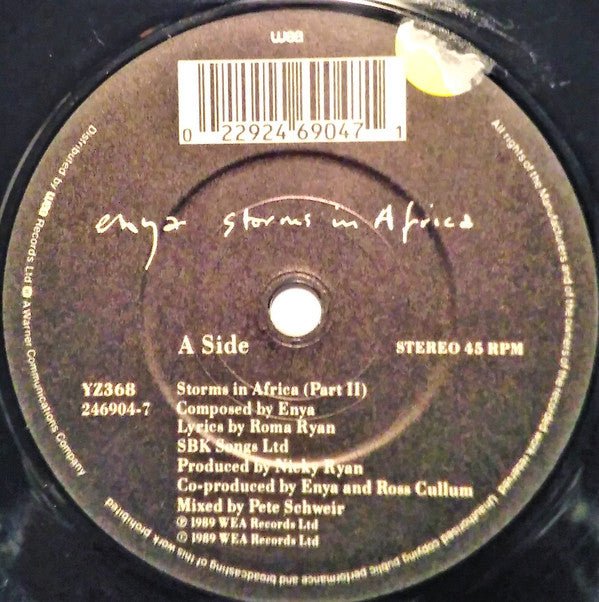 wea
0 22924 69047 1
enya storms in Africa
A Side
STEREO 45 RPM
YZ368
246904-7
Storms in Africa (Part II)
Composed by Enya
Lyrics by Roma Ryan
SBK Songs Ltd
Produced by Nicky Ryan
Co-produced by Enya and Ross Cullum
Mixed by Pete Schweir
℗ 1989 WEA Records Ltd
© 1989 WEA Records Ltd
Distributed by wea Records Ltd. A Warner Communications Company
All rights of the Manufacturers and of the owners of the recorded work reserved. Unauthorised copying public performance and broadcasting of this work prohibited